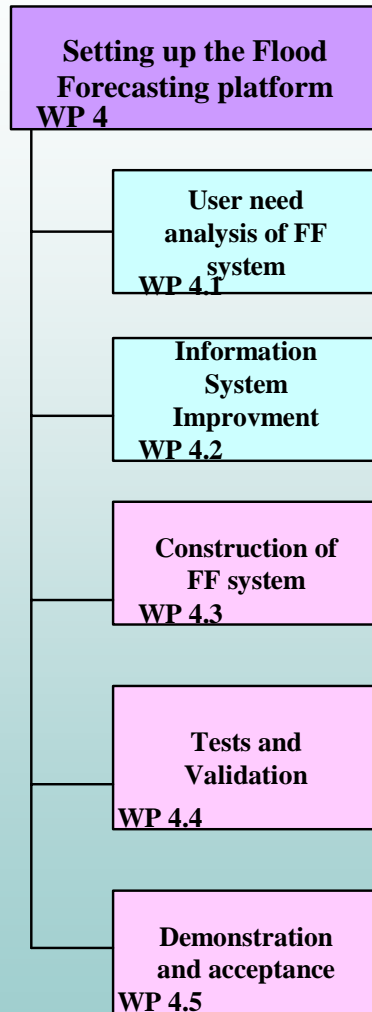 Setting up the Flood
Forecasting platform
WP 4
User need
analysis of FF
system
WP 4.1
Information
System
Improvment
WP 4.2
Construction of
FF system
WP 4.3
Tests and
Validation
WP 4.4
Demonstration
and acceptance
WP 4.5